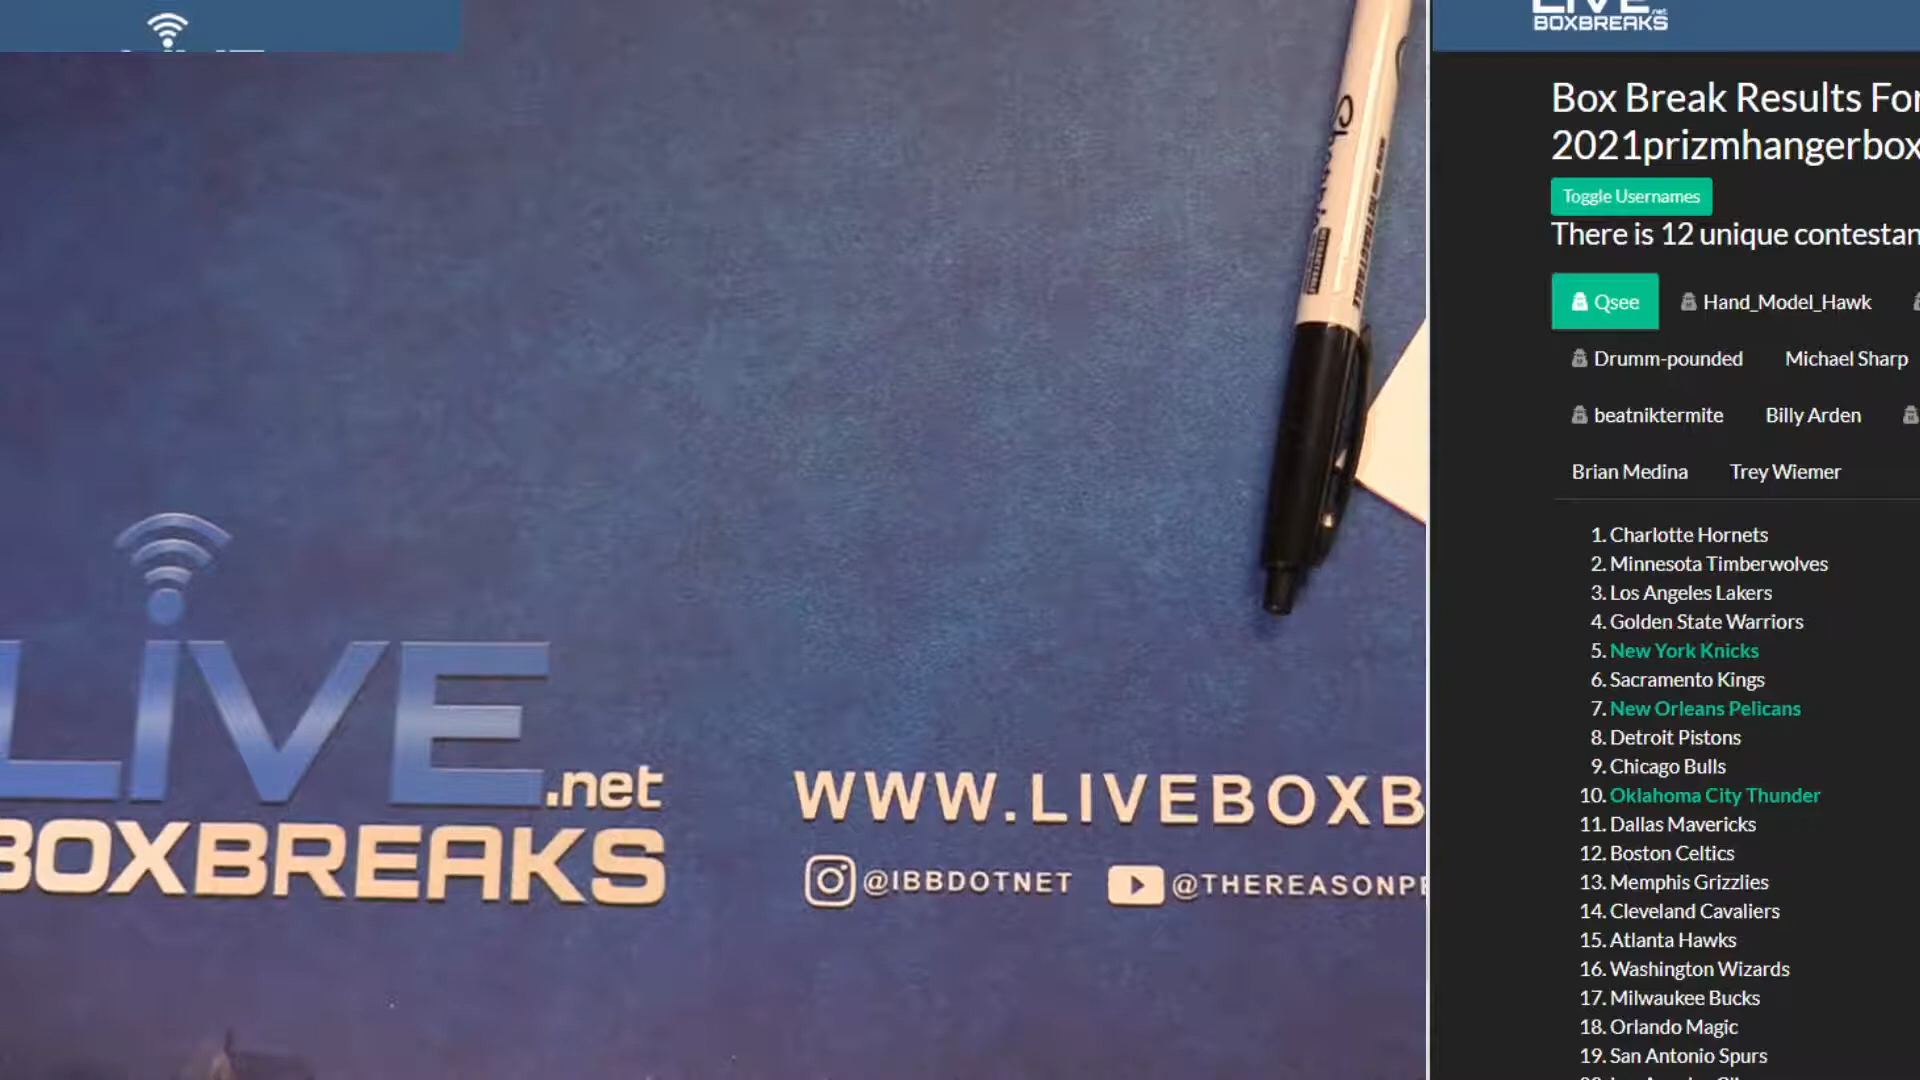 LIVE.net
BOXBREAKS
Box Break Results For
2021prizmhangerbox
Toggle Usernames
There is 12 unique contestan
Qsee
Hand_Model_Hawk
Drumm-pounded
Michael Sharp
beatniktermite
Billy Arden
Brian Medina
Trey Wiemer
1. Charlotte Hornets
2. Minnesota Timberwolves
3. Los Angeles Lakers
4. Golden State Warriors
5. New York Knicks
6. Sacramento Kings
7. New Orleans Pelicans
8. Detroit Pistons
9. Chicago Bulls
10. Oklahoma City Thunder
11. Dallas Mavericks
12. Boston Celtics
13. Memphis Grizzlies
14. Cleveland Cavaliers
15. Atlanta Hawks
16. Washington Wizards
17. Milwaukee Bucks
18. Orlando Magic
19. San Antonio Spurs
LIVE.net
BOXBREAKS
WWW.LIVEBOXB
@IBBDOTNET
@THEREASONPE